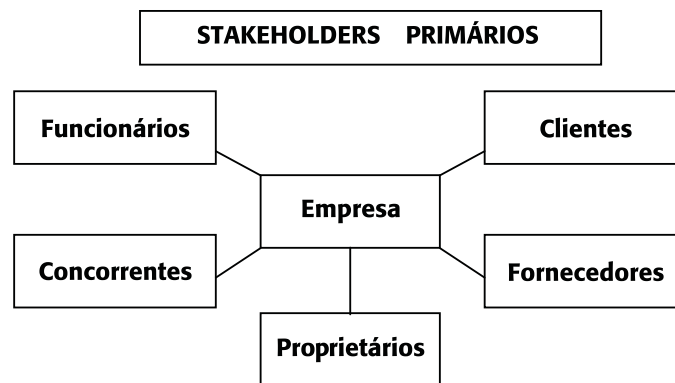 STAKEHOLDERS PRIMÁRIOS
Funcionários
Clientes
Empresa
Concorrentes
Fornecedores
Proprietários